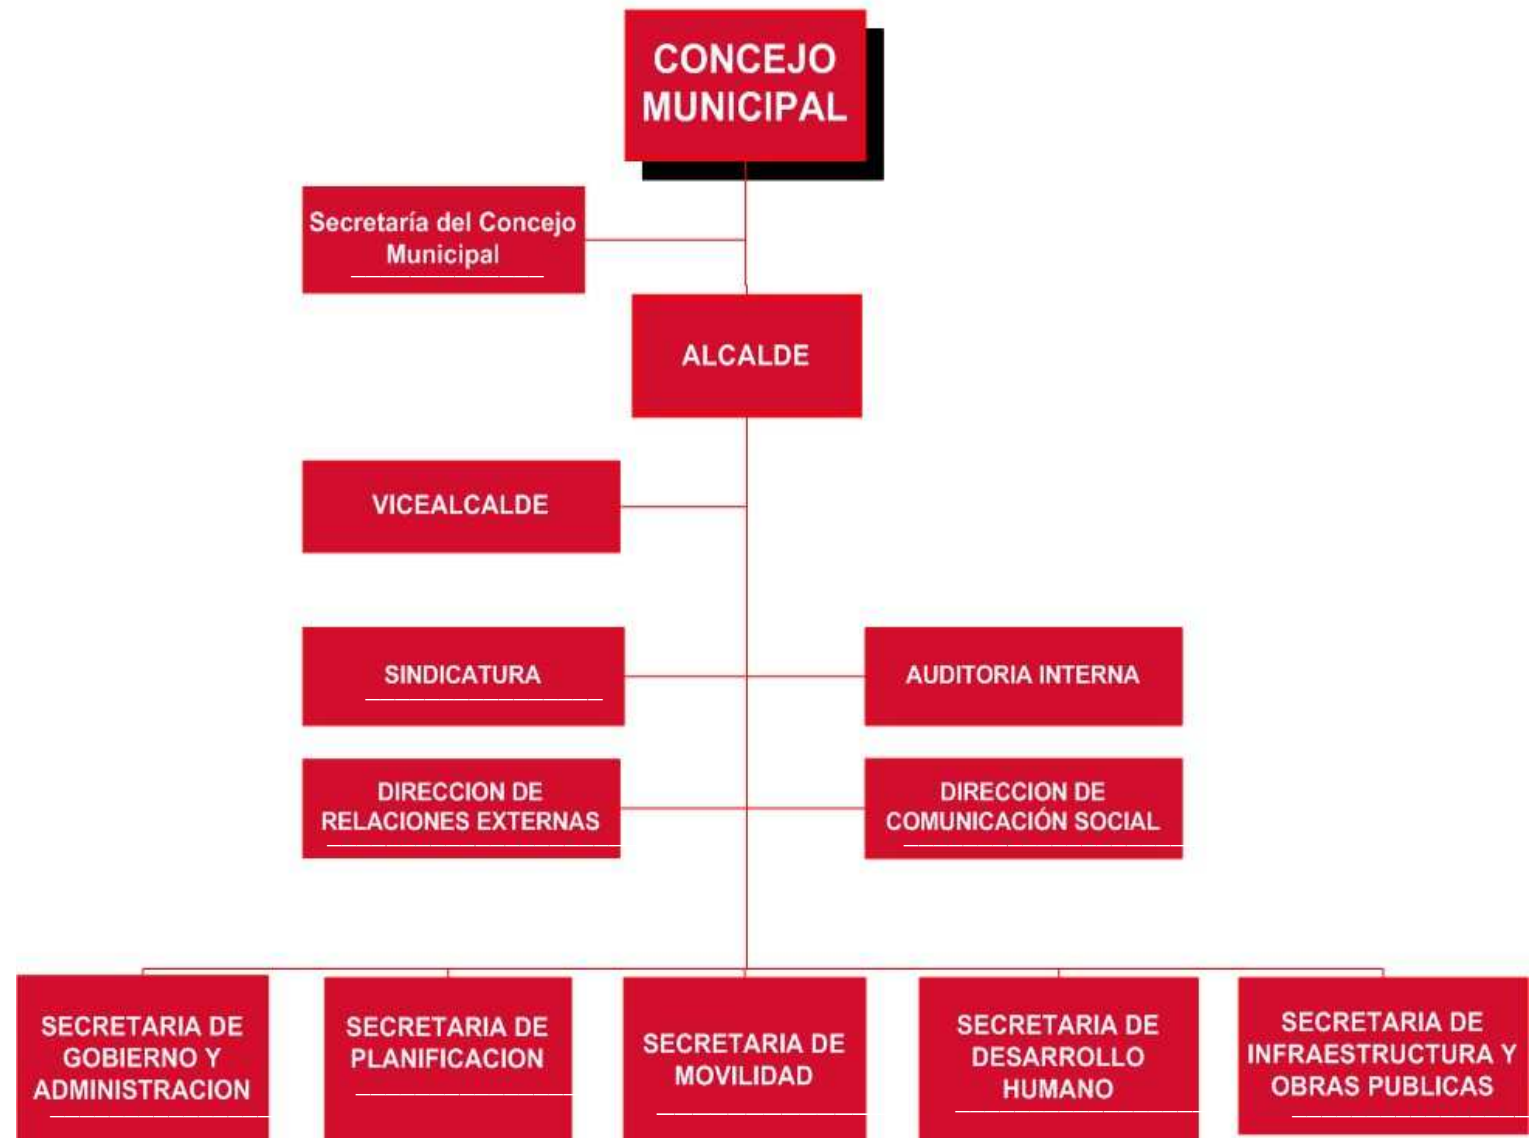 CONCEJO
MUNICIPAL
Secretaría del Concejo
Municipal
ALCALDE
VICEALCALDE
SINDICATURA
AUDITORIA INTERNA
DIRECCION DE
RELACIONES EXTERNAS
DIRECCION DE
COMUNICACIÓN SOCIAL
SECRETARIA DE
GOBIERNO Y
ADMINISTRACION
SECRETARIA DE
PLANIFICACION
SECRETARIA DE
MOVILIDAD
SECRETARIA DE
DESARROLLO
HUMANO
SECRETARIA DE
INFRAESTRUCTURA Y
OBRAS PUBLICAS